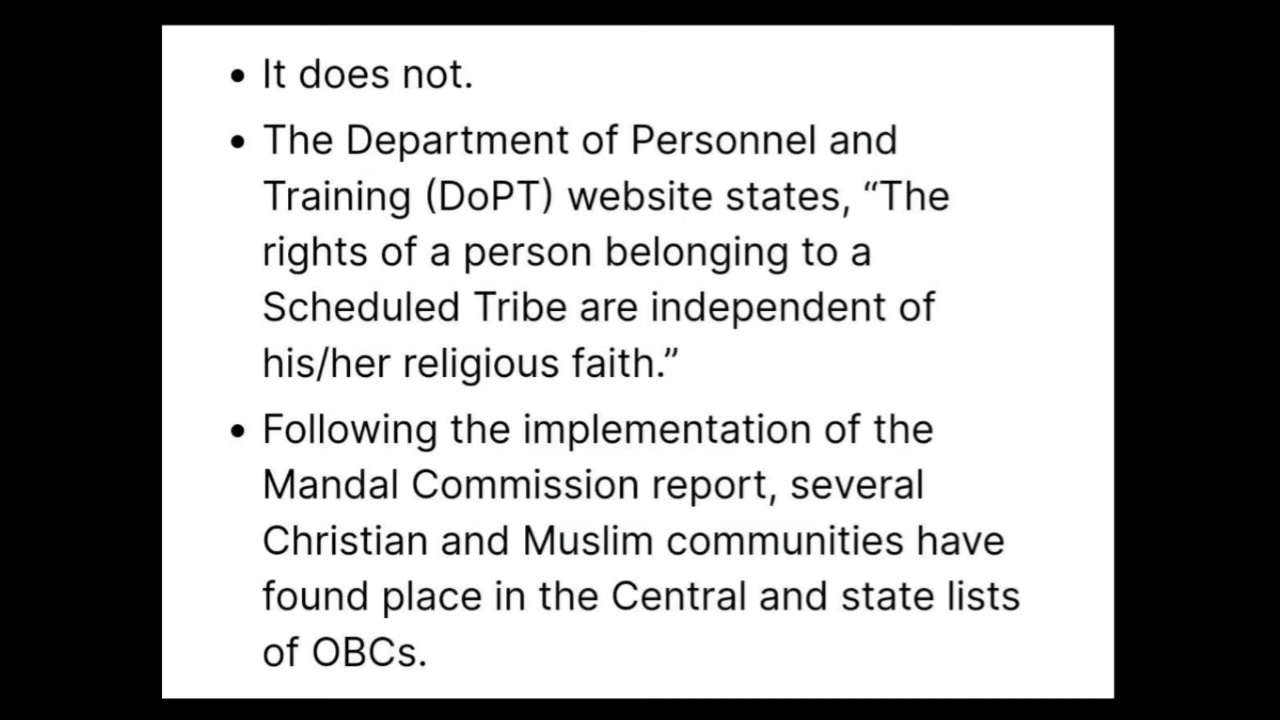 • It does not.
• The Department of Personnel and
Training (DoPT) website states, “The
rights of a person belonging to a
Scheduled Tribe are independent of
his/her religious faith.”
• Following the implementation of the
Mandal Commission report, several
Christian and Muslim communities have
found place in the Central and state lists
of OBCs.